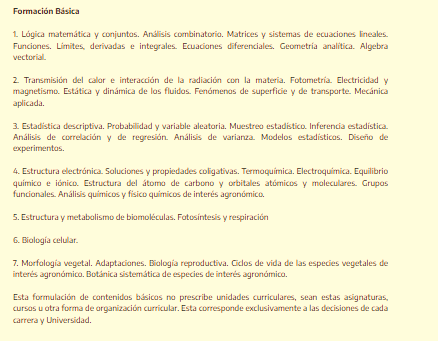 Formación Básica
1. Lógica matemática y conjuntos. Análisis combinatorio. Matrices y sistemas de ecuaciones lineales.
Funciones. Límites, derivadas e integrales. Ecuaciones diferenciales. Geometría analítica. Algebra
vectorial.
2. Transmisión del calor e interacción de la radiación con la materia. Fotometría. Electricidad y
magnetismo. Estática y dinámica de los fluidos. Fenómenos de superficie y de transporte. Mecánica
aplicada.
3. Estadística descriptiva. Probabilidad y variable aleatoria. Muestreo estadístico. Inferencia estadística.
Análisis de correlación y de regresión. Análisis de varianza. Modelos estadísticos. Diseño de
experimentos.
4. Estructura electrónica. Soluciones y propiedades coligativas. Termoquímica. Electroquímica. Equilibrio
químico e iónico. Estructura del átomo de carbono y orbitales atómicos y moleculares. Grupos
funcionales. Análisis químicos y físico químicos de interés agronómico.
5. Estructura y metabolismo de biomoléculas. Fotosíntesis y respiración
6. Biología celular.
7. Morfología vegetal. Adaptaciones. Biología reproductiva. Ciclos de vida de las especies vegetales de
interés agronómico. Botánica sistemática de especies de interés agronómico.
Esta formulación de contenidos básicos no prescribe unidades curriculares, sean estas asignaturas,
cursos u otra forma de organización curricular. Esta corresponde exclusivamente a las decisiones de cada
carrera y Universidad.